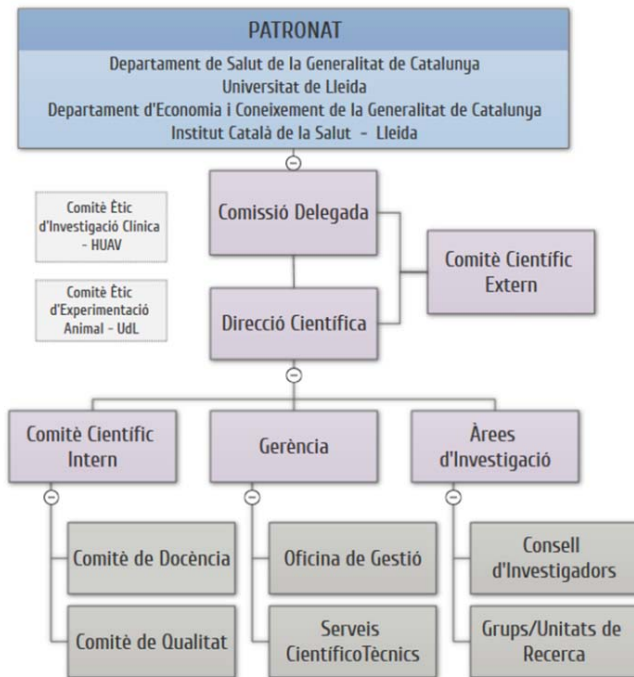 PATRONAT
Departament de Salut de la Generalitat de Catalunya
Universitat de Lleida
Departament d'Economia i Coneixement de la Generalitat de Catalunya
Institut Català de la Salut - Lleida
Comitè Ètic
d'Investigació Clínica
- HUAV
Comissió Delegada
Comitè Científic
Extern
Comitè Ètic
d'Experimentació
Animal - UdL
Direcció Científica
Comitè Científic
Intern
Gerència
Àrees
d'Investigació
Comitè de Docència
Oficina de Gestió
Consell
d'Investigadors
Comitè de Qualitat
Serveis
CientíficoTècnics
Grups/Unitats de
Recerca